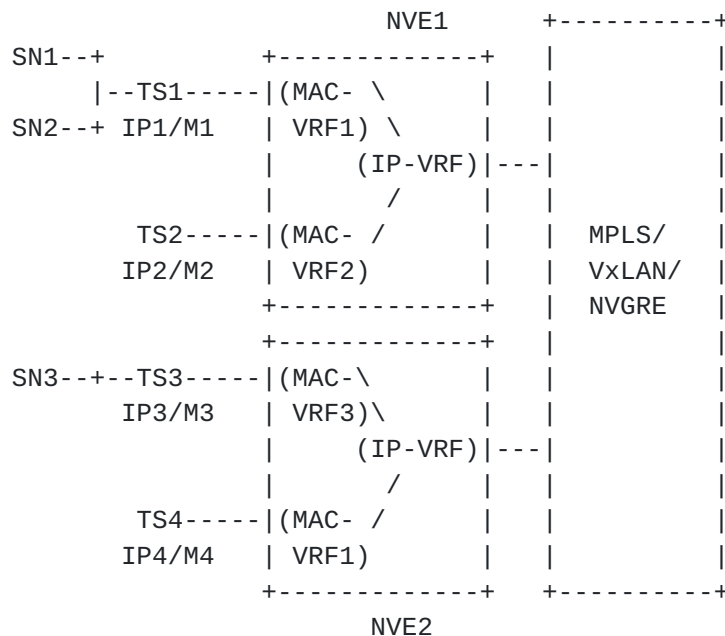 NVE1 +----------+
SN1--+ +-------------+ | |
|--TS1-----|(MAC- \ | | |
SN2--+ IP1/M1 | VRF1) \ | | |
| (IP-VRF)|---| |
| / | | |
TS2-----|(MAC- / | | MPLS/ |
IP2/M2 | VRF2) | | VxLAN/ |
+-------------+ | NVGRE |
+-------------+ | |
SN3--+--TS3-----|(MAC-\ | | |
IP3/M3 | VRF3)\ | | |
| (IP-VRF)|---| |
| / | | |
TS4-----|(MAC- / | | |
IP4/M4 | VRF1) | | |
+-------------+ +----------+
NVE2